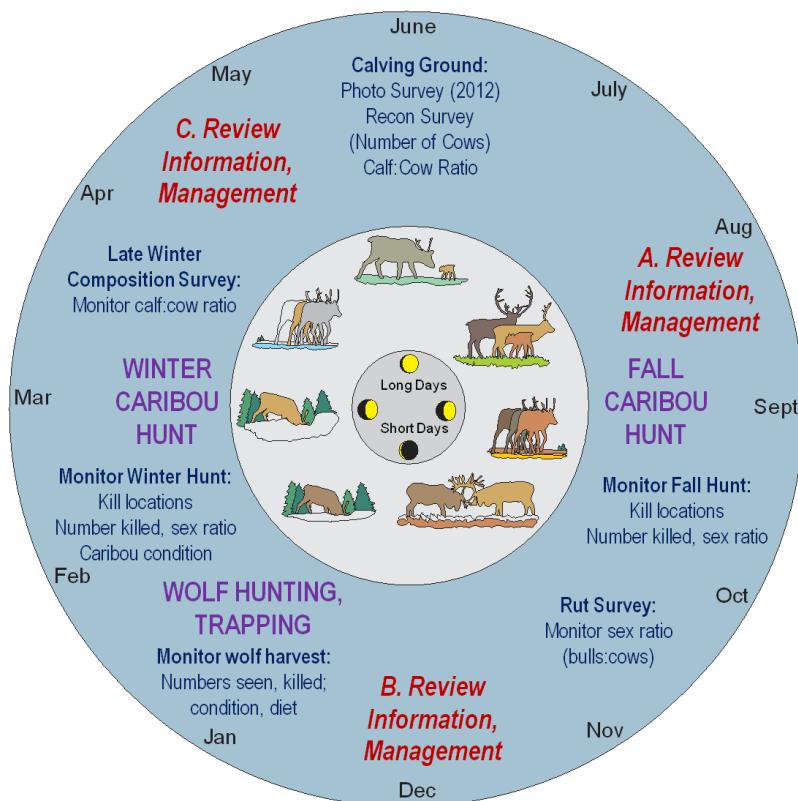 June
May
July
Calving Ground:
Photo Survey (2012)
Recon Survey
(Number of Cows)
Calf:Cow Ratio
C. Review
Information,
Management
Apr
Aug
Late Winter
Composition Survey:
Monitor calf:cow ratio
A. Review
Information,
Management
WINTER
CARIBOU
HUNT
Mar
Long Days
Short Days
FALL
CARIBOU
HUNT
Sept
Monitor Winter Hunt:
Kill locations
Number killed, sex ratio
Caribou condition
Feb
Monitor Fall Hunt:
Kill locations
Number killed, sex ratio
Oct
WOLF HUNTING,
TRAPPING
Monitor wolf harvest:
Numbers seen, killed;
condition, diet
Jan
Rut Survey:
Monitor sex ratio
(bulls:cows)
Nov
B. Review
Information,
Management
Dec